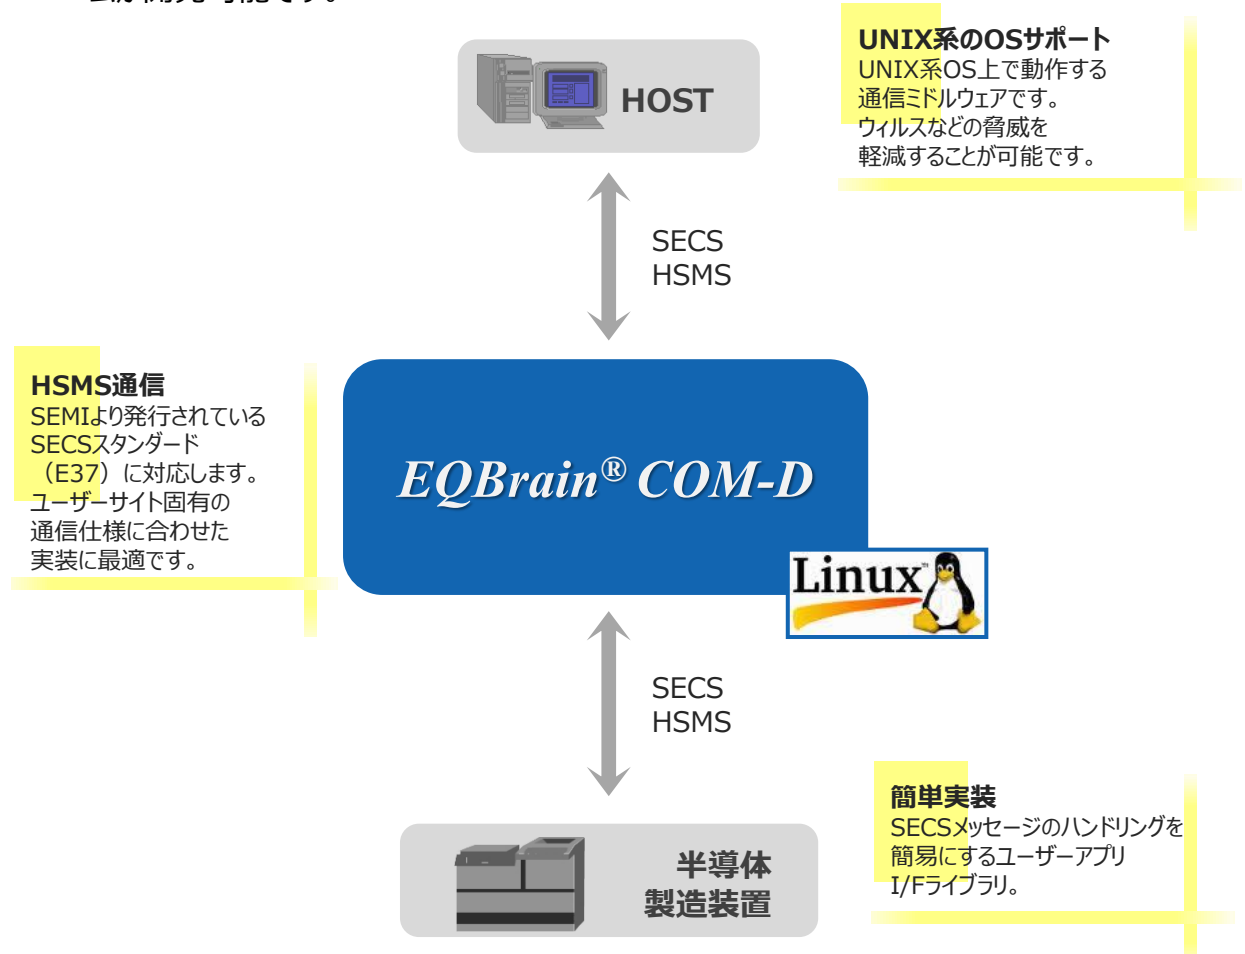 開発可能です。
UNIX系のOSサポート
UNIX系OS上で動作する
通信ミドルウェアです。
ウィルスなどの脅威を
軽減することが可能です。
HOST
SECS
HSMS
HSMS通信
SEMIより発行されている
SECSスタンダード
（E37）に対応します。
ユーザーサイト固有の
通信仕様に合わせた
実装に最適です。
EQBrain® COM-D
Linux™
SECS
HSMS
簡単実装
SECSメッセージのハンドリングを
簡易にするユーザーアプリ
I/Fライブラリ。
半導体
製造装置